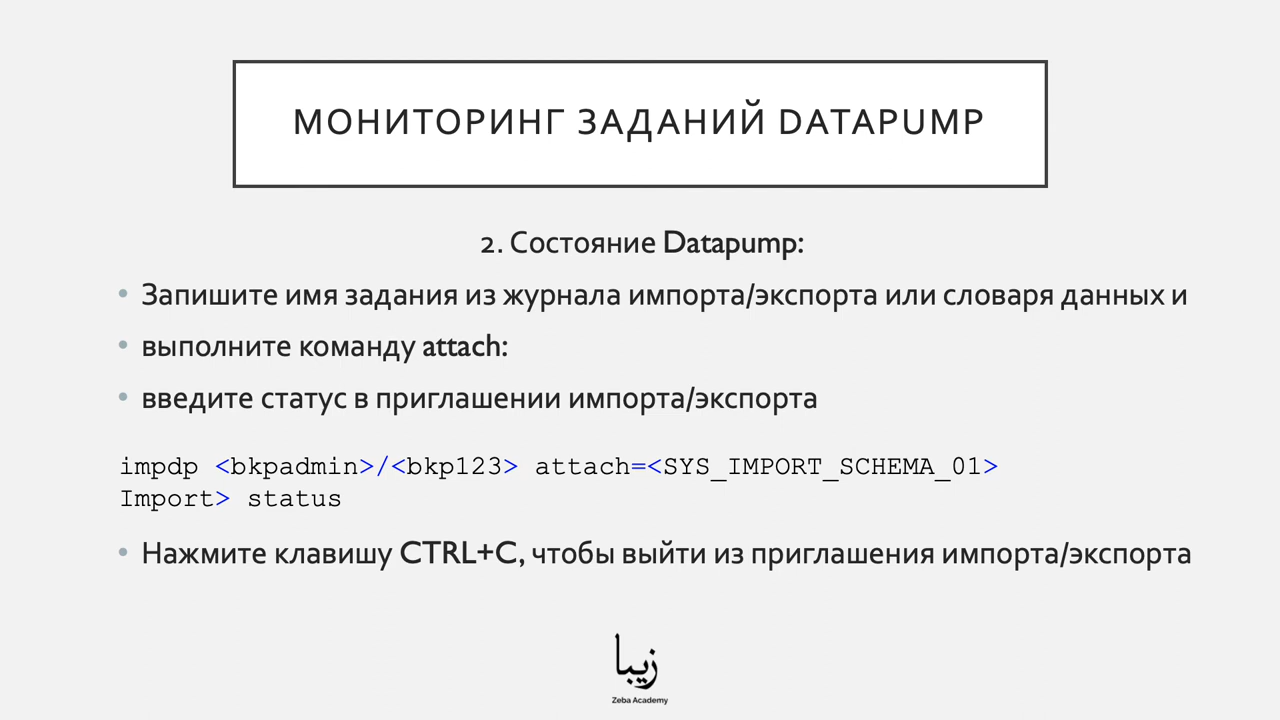 МОНИТОРИНГ ЗАДАНИЙ DATAPUMP
2. Состояние Datapump:
• Запишите имя задания из журнала импорта/экспорта или словаря данных и
• выполните команду attach:
• введите статус в приглашении импорта/экспорта
impdp <bkpadmin>/<bkp123> attach=<SYS_IMPORT_SCHEMA_01>
Import> status
• Нажмите клавишу CTRL+C, чтобы выйти из приглашения импорта/экспорта
زيبا
Zeba Academy